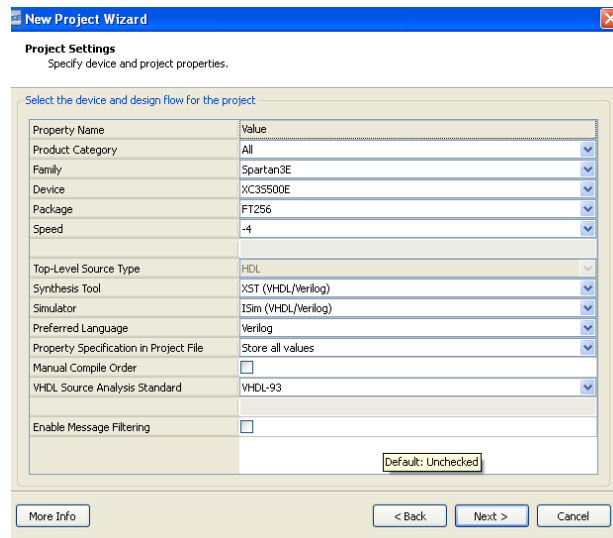 New Project Wizard
Project Settings
Specify device and project properties.
Select the device and design flow for the project
Property Name Value
Product Category All
Family Spartan3E
Device XC3S500E
Package FT256
Speed -4
Top-Level Source Type HDL
Synthesis Tool XST (VHDL/Verilog)
Simulator ISim (VHDL/Verilog)
Preferred Language Verilog
Property Specification in Project File Store all values
Manual Compile Order
VHDL Source Analysis Standard VHDL-93
Enable Message Filtering
Default: Unchecked
More Info < Back Next > Cancel